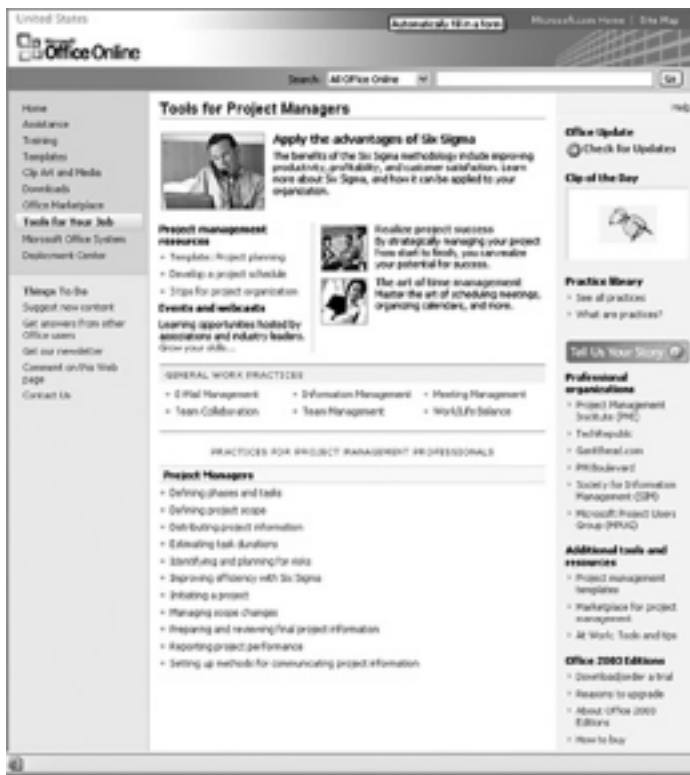 United States
Automatically fill in a form
Microsoft.com Home | Site Map
Microsoft
Office Online
Search: All Office Online
Go
Help
Home
Assistance
Training
Templates
Clip Art and Media
Downloads
Office Marketplace
Tools for Your Job
Microsoft Office System
Deployment Center
Things To Do
Suggest new content
Get answers from other
Office users
Get our newsletter
Comment on this Web
page
Contact Us
Tools for Project Managers
Apply the advantages of Six Sigma
The benefits of the Six Sigma methodology include improving
productivity, profitability, and customer satisfaction. Learn
more about Six Sigma, and how it can be applied to your
organization.
Project management
resources
Template: Project planning
Develop a project schedule
Steps for project organization
Events and webcasts
Learning opportunities hosted by
associations and industry leaders.
Grow your skills...
Realize project success
By strategically managing your project
from start to finish, you can realize
your potential for success.
The art of time management
Master the art of scheduling meetings,
organizing calendars, and more.
GENERAL WORK PRACTICES
E-Mail Management
Information Management
Meeting Management
Team Collaboration
Team Management
Work/Life Balance
PRACTICES FOR PROJECT MANAGEMENT PROFESSIONALS
Project Managers
Defining phases and tasks
Defining project scope
Distributing project information
Estimating task durations
Identifying and planning for risks
Improving efficiency with Six Sigma
Initiating a project
Managing scope changes
Preparing and reviewing final project information
Reporting project performance
Setting up methods for communicating project information
Office Update
Check for Updates
Clip of the Day
Practice library
See all practices
What are practices?
Tell Us Your Story
Professional
organizations
Project Management
Institute (PMI)
TechRepublic
Gantthead.com
PMBoulevard
Society for Information
Management (SIM)
Microsoft Project Users
Group (MPUG)
Additional tools and
resources
Project management
templates
Marketplace for project
management
At Work: Tools and tips
Office 2003 Editions
Download/order a trial
Reasons to upgrade
About Office 2003
Editions
How to buy